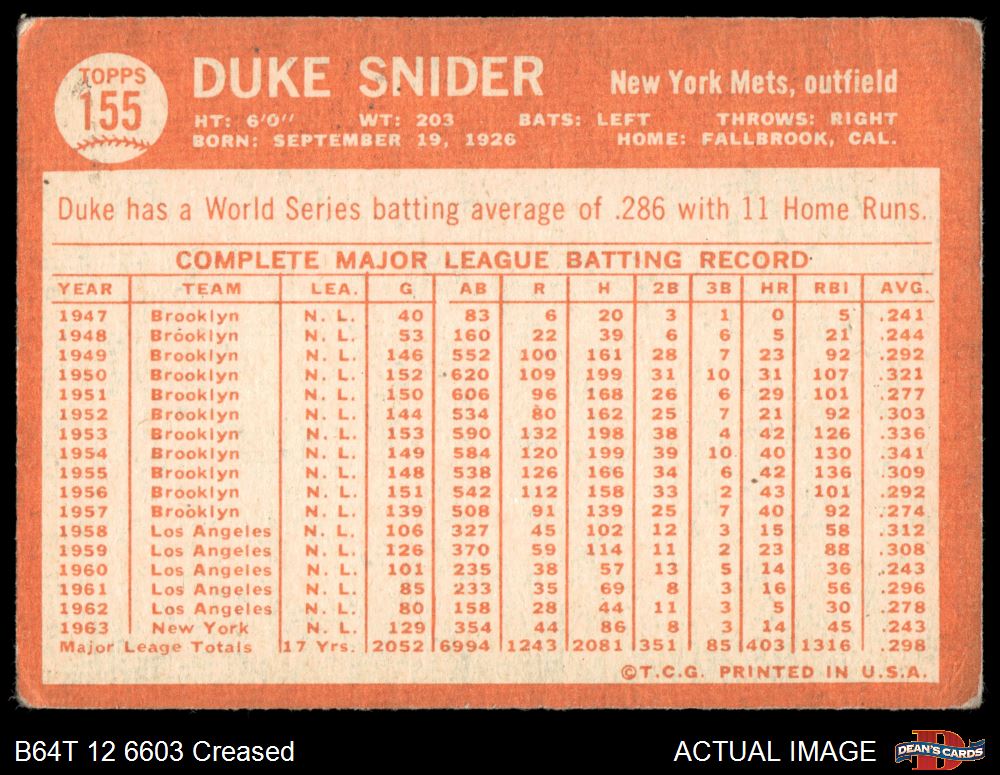 TOPPS
155
DUKE SNIDER New York Mets, outfield
HT: 6'0" WT: 203 BATS: LEFT THROWS: RIGHT
BORN: SEPTEMBER 19, 1926 HOME: FALLBROOK, CAL.
Duke has a World Series batting average of .286 with 11 Home Runs.
COMPLETE MAJOR LEAGUE BATTING RECORD
YEAR TEAM LEA. G AB R H 2B 3B HR RBI AVG.
1947 Brooklyn N. L. 40 83 6 20 3 1 0 5 .241
1948 Brooklyn N. L. 53 160 22 39 6 6 5 21 .244
1949 Brooklyn N. L. 146 552 100 161 28 7 23 92 .292
1950 Brooklyn N. L. 152 620 109 199 31 10 31 107 .321
1951 Brooklyn N. L. 150 606 96 168 26 6 29 101 .277
1952 Brooklyn N. L. 144 534 80 162 25 7 21 92 .303
1953 Brooklyn N. L. 153 590 132 198 38 4 42 126 .336
1954 Brooklyn N. L. 149 584 120 199 39 10 40 130 .341
1955 Brooklyn N. L. 148 538 126 166 34 6 42 136 .309
1956 Brooklyn N. L. 151 542 112 158 33 2 43 101 .292
1957 Brooklyn N. L. 139 508 91 139 25 7 40 92 .274
1958 Los Angeles N. L. 106 327 45 102 12 3 15 58 .312
1959 Los Angeles N. L. 126 370 59 114 11 2 23 88 .308
1960 Los Angeles N. L. 101 235 38 57 13 5 14 36 .243
1961 Los Angeles N. L. 85 233 35 69 8 3 16 56 .296
1962 Los Angeles N. L. 80 158 28 44 11 3 5 30 .278
1963 New York N. L. 129 354 44 86 8 3 14 45 .243
Major Leage Totals 17 Yrs. 2052 6994 1243 2081 351 85 403 1316 .298
©T.C.G. PRINTED IN U.S.A.
B64T 12 6603 Creased ACTUAL IMAGE
D
DEAN'S CARDS